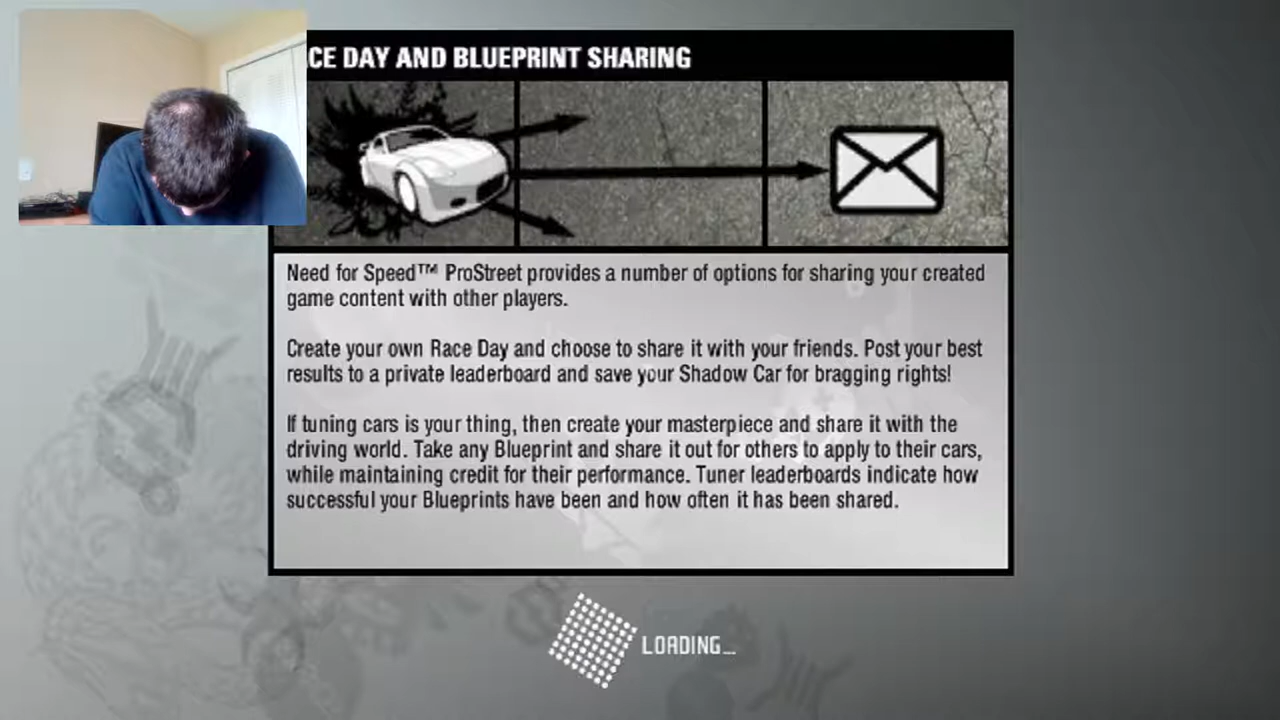 CE DAY AND BLUEPRINT SHARING
Need for Speed™ ProStreet provides a number of options for sharing your created
game content with other players.
Create your own Race Day and choose to share it with your friends. Post your best
results to a private leaderboard and save your Shadow Car for bragging rights!
If tuning cars is your thing, then create your masterpiece and share it with the
driving world. Take any Blueprint and share it out for others to apply to their cars,
while maintaining credit for their performance. Tuner leaderboards indicate how
successful your Blueprints have been and how often it has been shared.
LOADING_